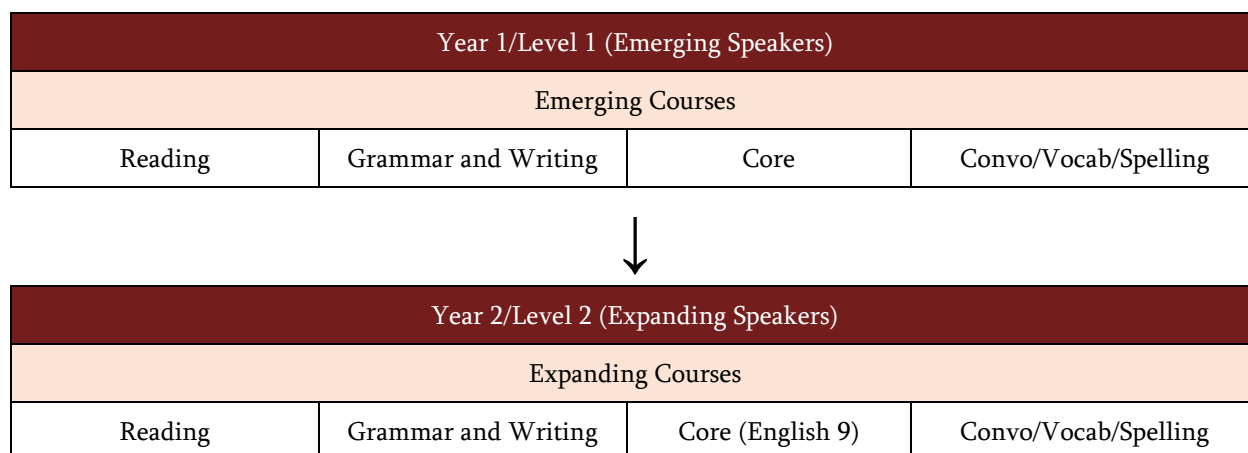 Year 1/Level 1 (Emerging Speakers)
Emerging Courses
Reading Grammar and Writing Core Convo/Vocab/Spelling
Year 2/Level 2 (Expanding Speakers)
Expanding Courses
Reading Grammar and Writing Core (English 9) Convo/Vocab/Spelling